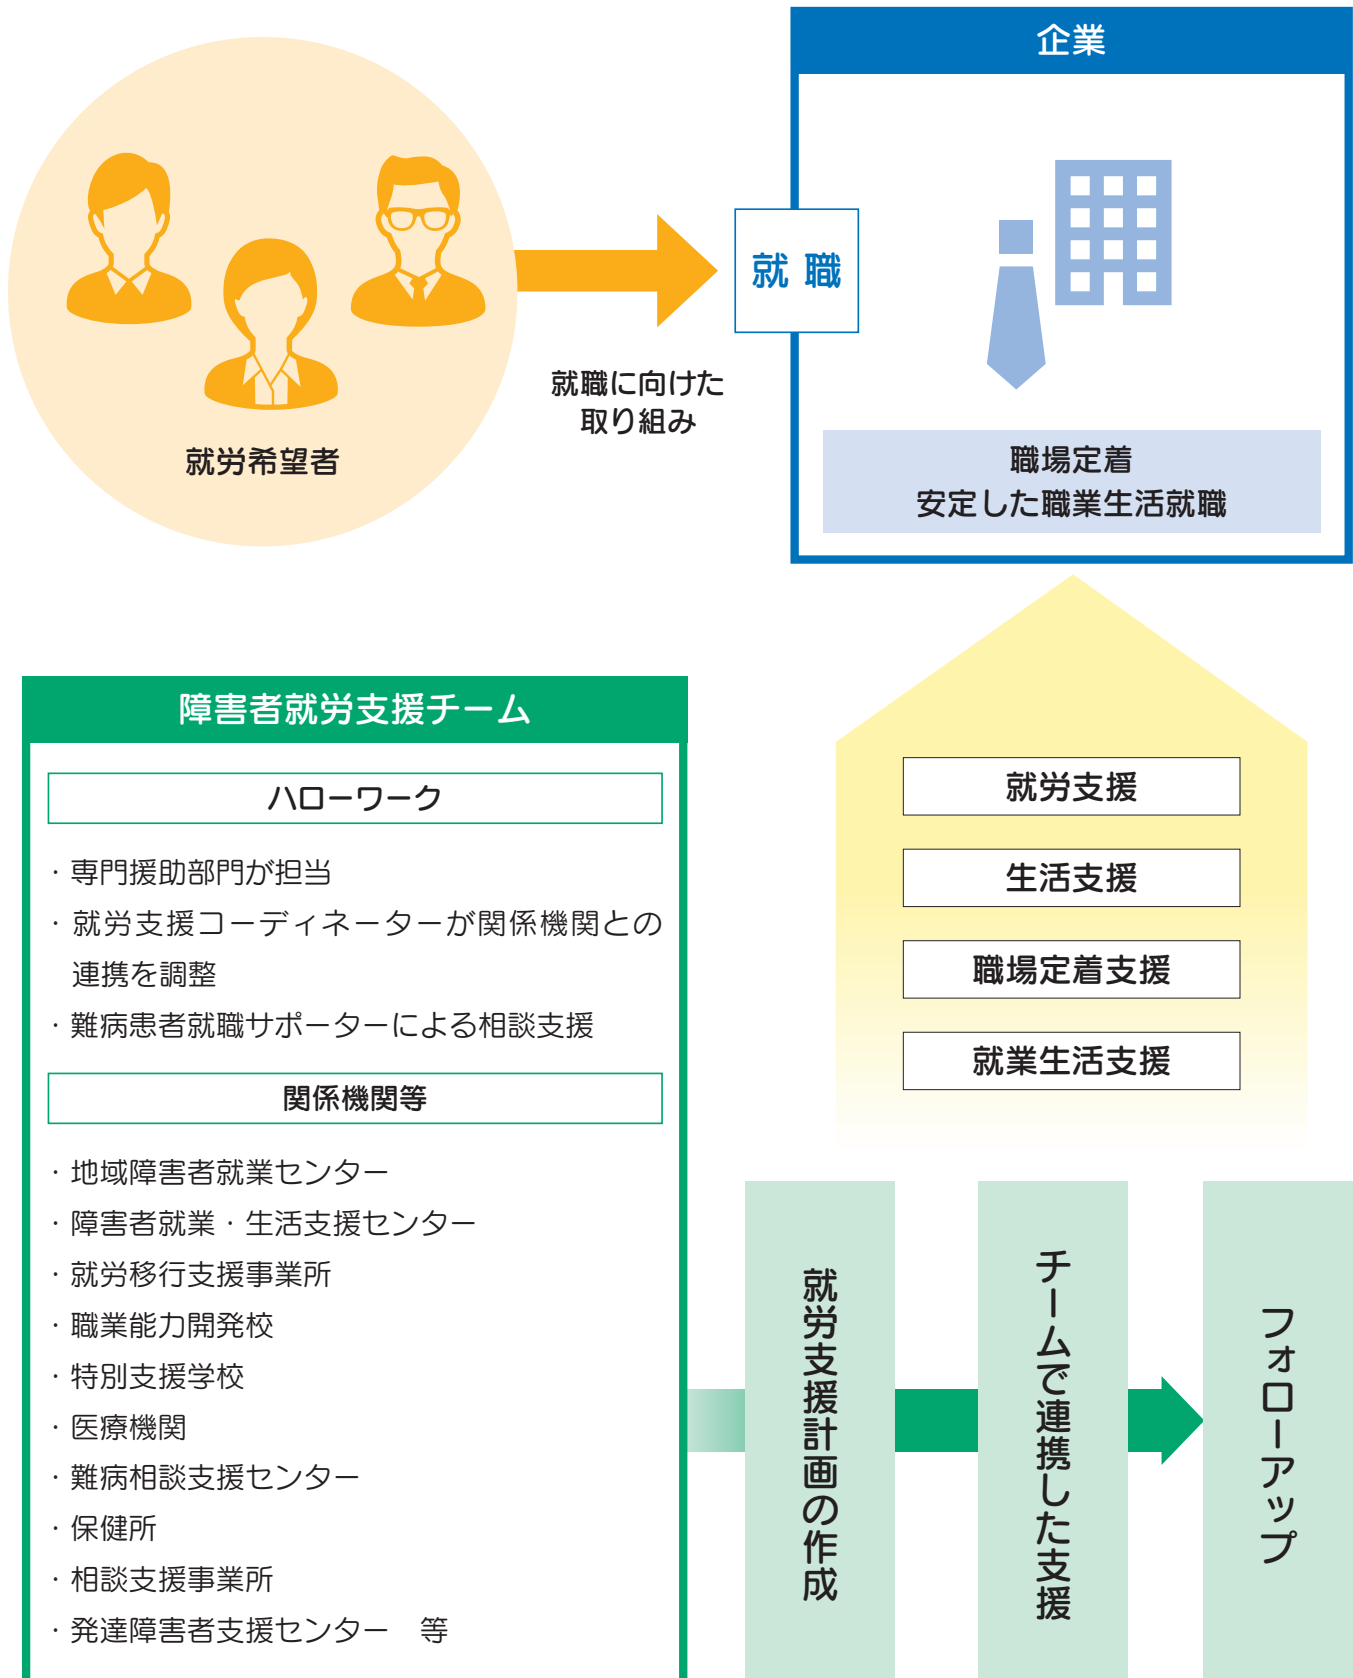 企業
就職
就職に向けた
取り組み
就労希望者
職場定着
安定した職業生活就職
障害者就労支援チーム
ハローワーク
・専門援助部門が担当
・就労支援コーディネーターが関係機関との
連携を調整
・難病患者就職サポーターによる相談支援
関係機関等
・地域障害者就業センター
・障害者就業・生活支援センター
・就労移行支援事業所
・職業能力開発校
・特別支援学校
・医療機関
・難病相談支援センター
・保健所
・相談支援事業所
・発達障害者支援センター　等
就労支援
生活支援
職場定着支援
就業生活支援
就労支援計画の作成
チームで連携した支援
フォローアップ